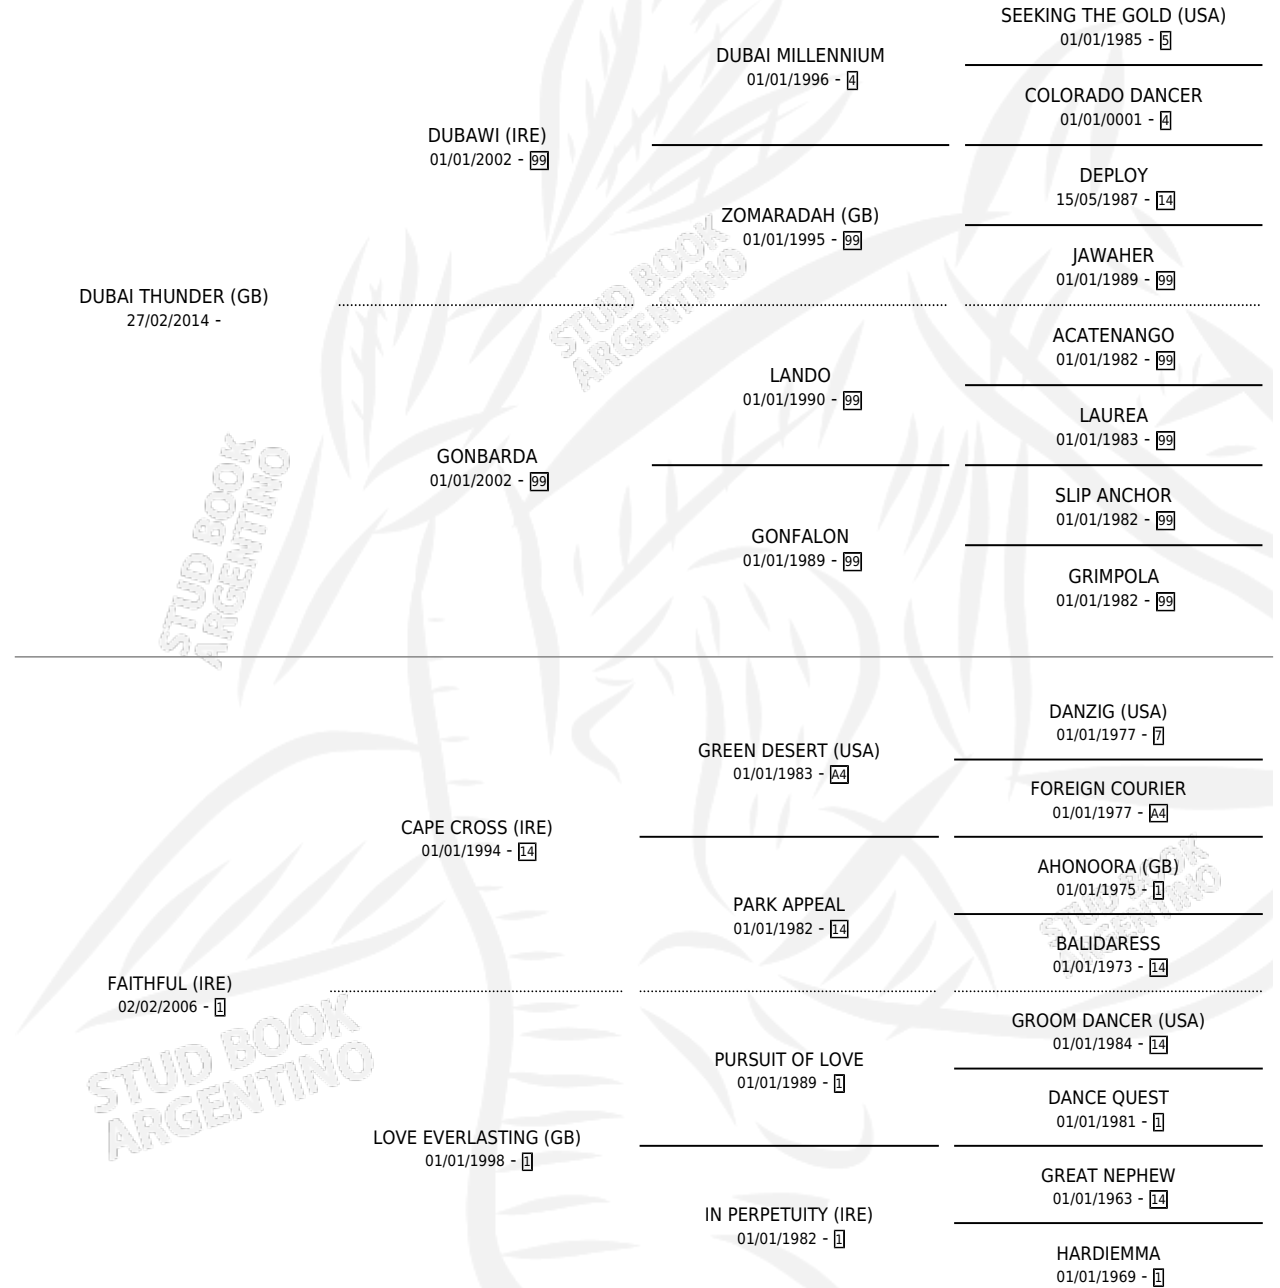 SEEKING THE GOLD (USA)
01/01/1985 - 5
DUBAI MILLENNIUM
01/01/1996 - 4
COLORADO DANCER
01/01/0001 - 4
DUBAWI (IRE)
01/01/2002 - 99
DEPLOY
15/05/1987 - 14
ZOMARADAH (GB)
01/01/1995 - 99
JAWAHER
01/01/1989 - 99
DUBAI THUNDER (GB)
27/02/2014 -
ACATENANGO
01/01/1982 - 99
LANDO
01/01/1990 - 99
LAUREA
01/01/1983 - 99
GONBARDA
01/01/2002 - 99
SLIP ANCHOR
01/01/1982 - 99
GONFALON
01/01/1989 - 99
GRIMPOLA
01/01/1982 - 99
STUD BOOK
ARGENTINO
STUD BOOK
ARGENTINO
DANZIG (USA)
01/01/1977 - 7
GREEN DESERT (USA)
01/01/1983 - A4
FOREIGN COURIER
01/01/1977 - A4
CAPE CROSS (IRE)
01/01/1994 - 14
AHONOORA (GB)
01/01/1975 - 1
PARK APPEAL
01/01/1982 - 14
BALIDARESS
01/01/1973 - 14
FAITHFUL (IRE)
02/02/2006 - 1
GROOM DANCER (USA)
01/01/1984 - 14
PURSUIT OF LOVE
01/01/1989 - 1
DANCE QUEST
01/01/1981 - 1
LOVE EVERLASTING (GB)
01/01/1998 - 1
GREAT NEPHEW
01/01/1963 - 14
IN PERPETUITY (IRE)
01/01/1982 - 1
HARDIEMMA
01/01/1969 - 1
STUD BOOK
ARGENTINO
STUD BOOK
ARGENTINO